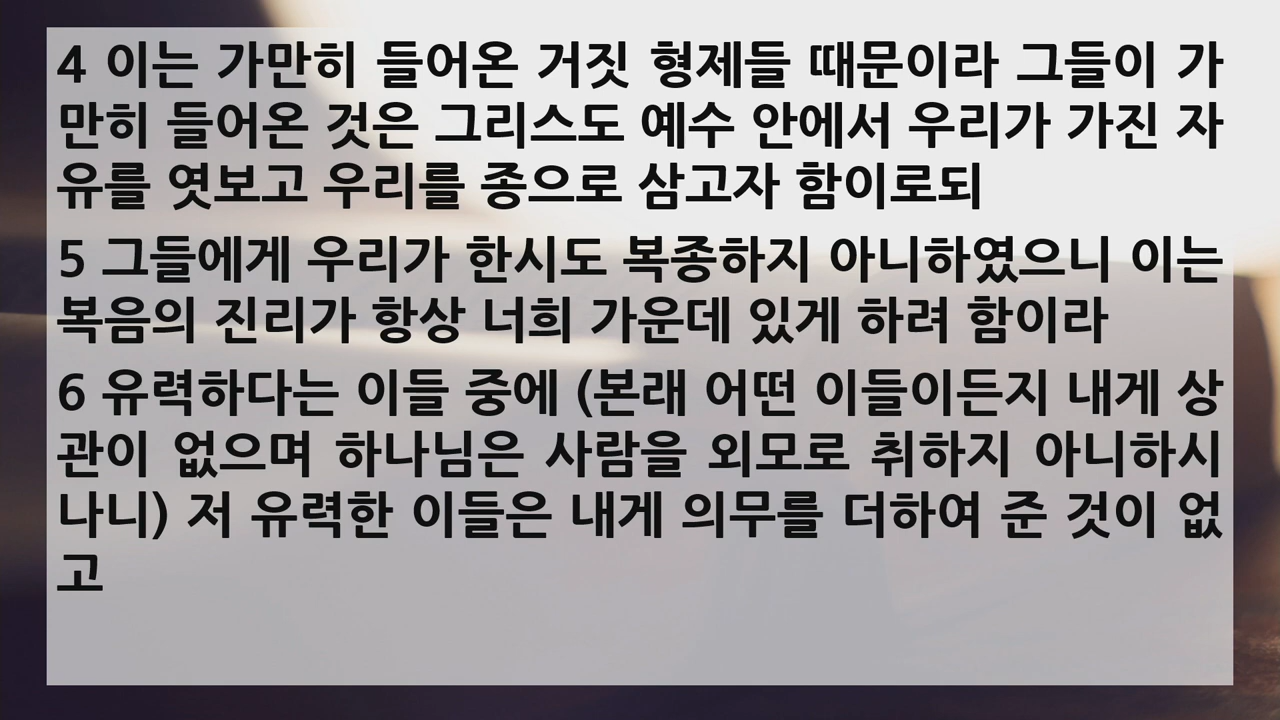 4 이는 가만히 들어온 거짓 형제들 때문이라 그들이 가
만히 들어온 것은 그리스도 예수 안에서 우리가 가진 자
유를 엿보고 우리를 종으로 삼고자 함이로되
5 그들에게 우리가 한시도 복종하지 아니하였으니 이는
복음의 진리가 항상 너희 가운데 있게 하려 함이라
6 유력하다는 이들 중에 (본래 어떤 이들이든지 내게 상
관이 없으며 하나님은 사람을 외모로 취하지 아니하시
나니) 저 유력한 이들은 내게 의무를 더하여 준 것이 없
고